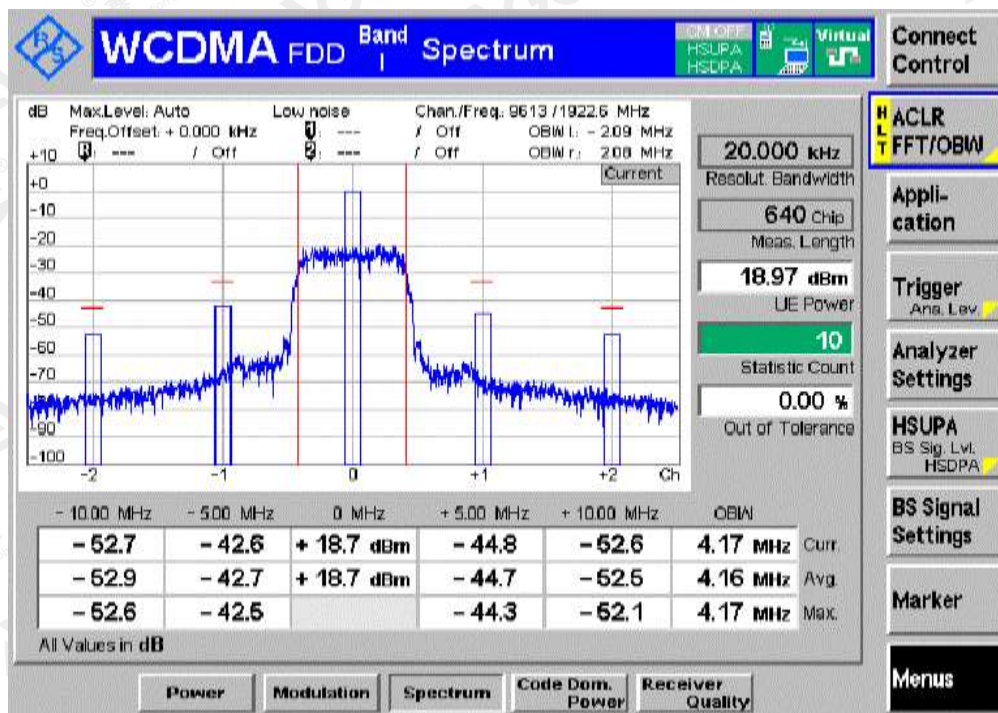 R&S
WCDMA FDD Band I Spectrum
CM OFF
HSUPA
HSDPA
Virtual
Connect Control
dB Max.Level: Auto Low noise Chan./Freq.: 9613 / 1922.6 MHz
Freq.Offset: + 0.000 kHz 1: --- / Off OBW l.: - 2.09 MHz
R: --- / Off 2: --- / Off OBW r.: 2.08 MHz
Current
+10
+0
-10
-20
-30
-40
-50
-60
-70
-90
-100
-2 -1 0 +1 +2 Ch
20.000 kHz
Resolut. Bandwidth
640 Chip
Meas. Length
18.97 dBm
UE Power
10
Statistic Count
0.00 %
Out of Tolerance
HLT
ACLR
FFT/OBW
Appli-
cation
Trigger
Ana. Lev.
Analyzer
Settings
HSUPA
BS Sig. Lvl.
HSDPA
BS Signal
Settings
Marker
Menus
- 10.00 MHz - 5.00 MHz 0 MHz + 5.00 MHz + 10.00 MHz OBW
- 52.7 - 42.6 + 18.7 dBm - 44.8 - 52.6 4.17 MHz Curr.
- 52.9 - 42.7 + 18.7 dBm - 44.7 - 52.5 4.16 MHz Avg.
- 52.6 - 42.5 - 44.3 - 52.1 4.17 MHz Max.
All Values in dB
Power Modulation Spectrum Code Dom. Power Receiver Quality